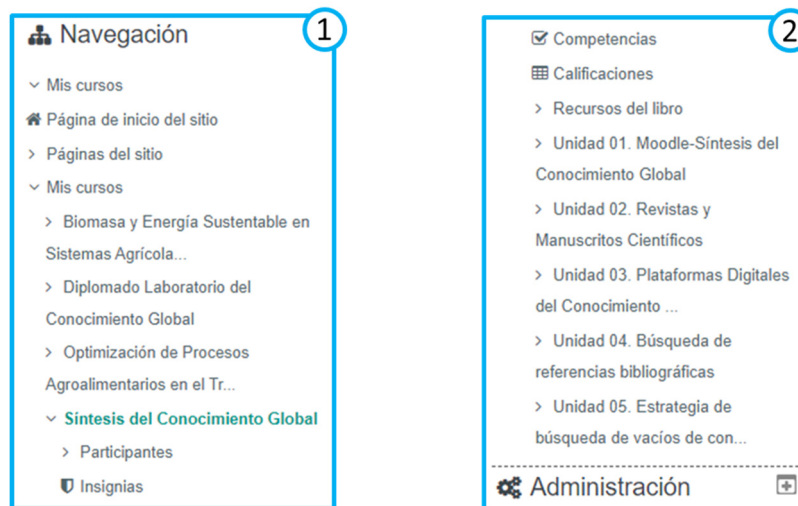 Navegación
1
Mis cursos
Página de inicio del sitio
Páginas del sitio
Mis cursos
Biomasa y Energía Sustentable en
Sistemas Agrícola...
Diplomado Laboratorio del
Conocimiento Global
Optimización de Procesos
Agroalimentarios en el Tr...
Síntesis del Conocimiento Global
Participantes
Insignias
2
Competencias
Calificaciones
Recursos del libro
Unidad 01. Moodle-Síntesis del
Conocimiento Global
Unidad 02. Revistas y
Manuscritos Científicos
Unidad 03. Plataformas Digitales
del Conocimiento ...
Unidad 04. Búsqueda de
referencias bibliográficas
Unidad 05. Estrategia de
búsqueda de vacíos de con...
Administración